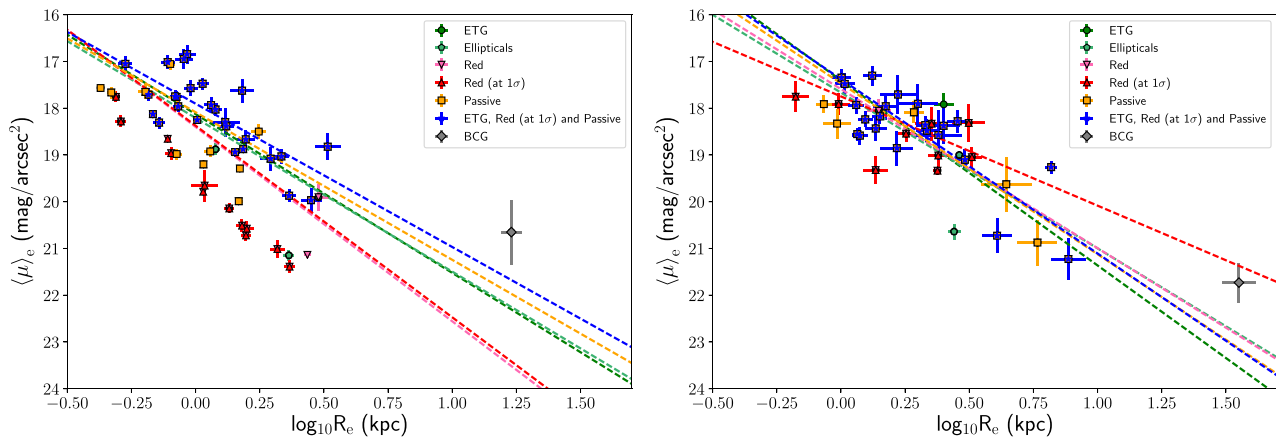 16
17
18
19
20
21
22
23
24
⟨μ⟩e (mag/arcsec²)
−0.50 −0.25 0.00 0.25 0.50 0.75 1.00 1.25 1.50
log₁₀Rₑ (kpc)
ETG
Ellipticals
Red
Red (at 1σ)
Passive
ETG, Red (at 1σ) and Passive
BCG
16
17
18
19
20
21
22
23
24
⟨μ⟩e (mag/arcsec²)
−0.50 −0.25 0.00 0.25 0.50 0.75 1.00 1.25 1.50
log₁₀Rₑ (kpc)
ETG
Ellipticals
Red
Red (at 1σ)
Passive
ETG, Red (at 1σ) and Passive
BCG